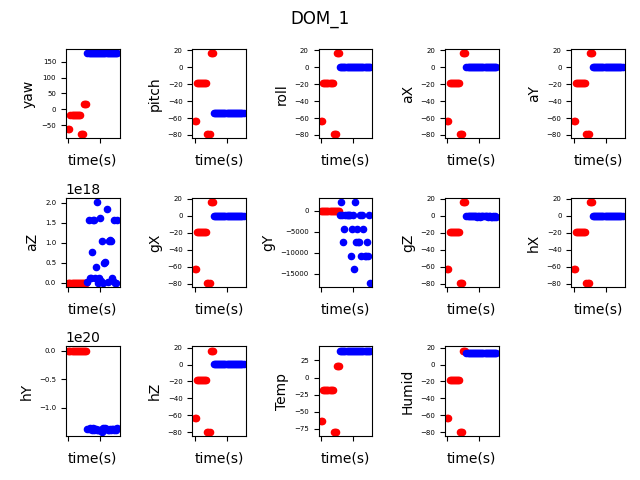 DOM_1
yaw 150 100 50 0 −50 time(s)
pitch 20 0 −20 −40 −60 −80 time(s)
roll 20 0 −20 −40 −60 −80 time(s)
aX 20 0 −20 −40 −60 −80 time(s)
aY 20 0 −20 −40 −60 −80 time(s)
aZ 1e18 2.0 1.5 1.0 0.5 0.0 time(s)
gX 20 0 −20 −40 −60 −80 time(s)
gY 0 −5000 −10000 −15000 time(s)
gZ 20 0 −20 −40 −60 −80 time(s)
hX 20 0 −20 −40 −60 −80 time(s)
hY 1e20 0.0 −1.0 time(s)
hZ 20 0 −20 −40 −60 −80 time(s)
Temp 25 0 −25 −50 −75 time(s)
Humid 20 0 −20 −40 −60 −80 time(s)